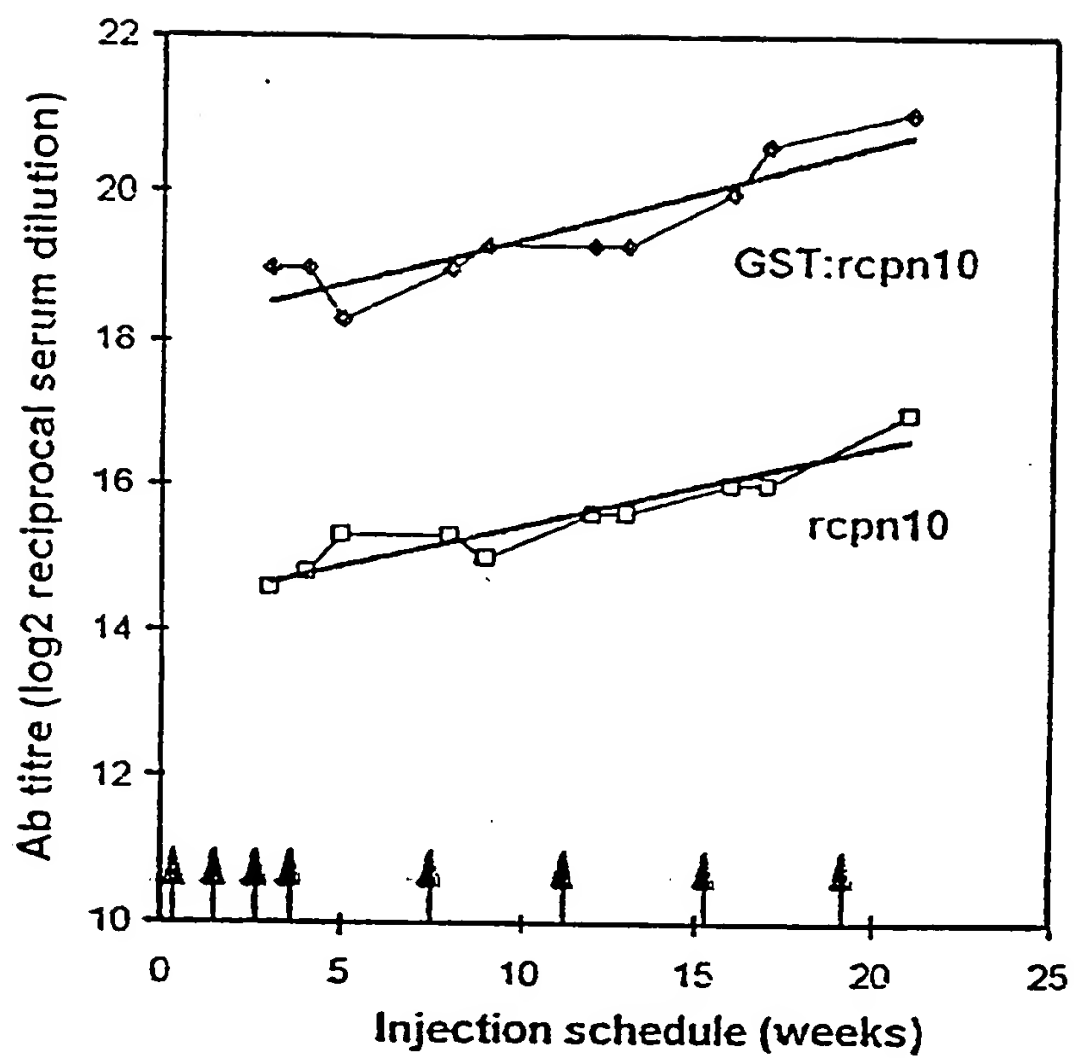 22
20
18
16
14
12
10
Ab titre (log2 reciprocal serum dilution)
GST:rcpn10
rcpn10
0 5 10 15 20 25
Injection schedule (weeks)